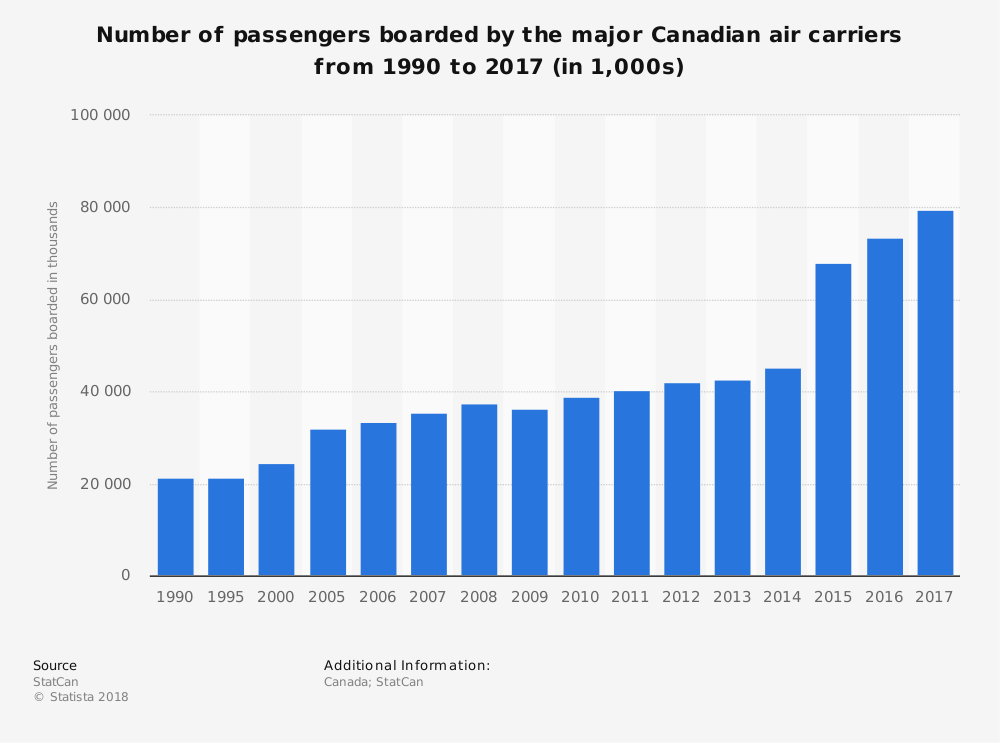 Number of passengers boarded by the major Canadian air carriers
from 1990 to 2017 (in 1,000s)
100 000
80 000
60 000
40 000
20 000
0
Number of passengers boarded in thousands
1990 1995 2000 2005 2006 2007 2008 2009 2010 2011 2012 2013 2014 2015 2016 2017
Source
StatCan
© Statista 2018
Additional Information:
Canada; StatCan